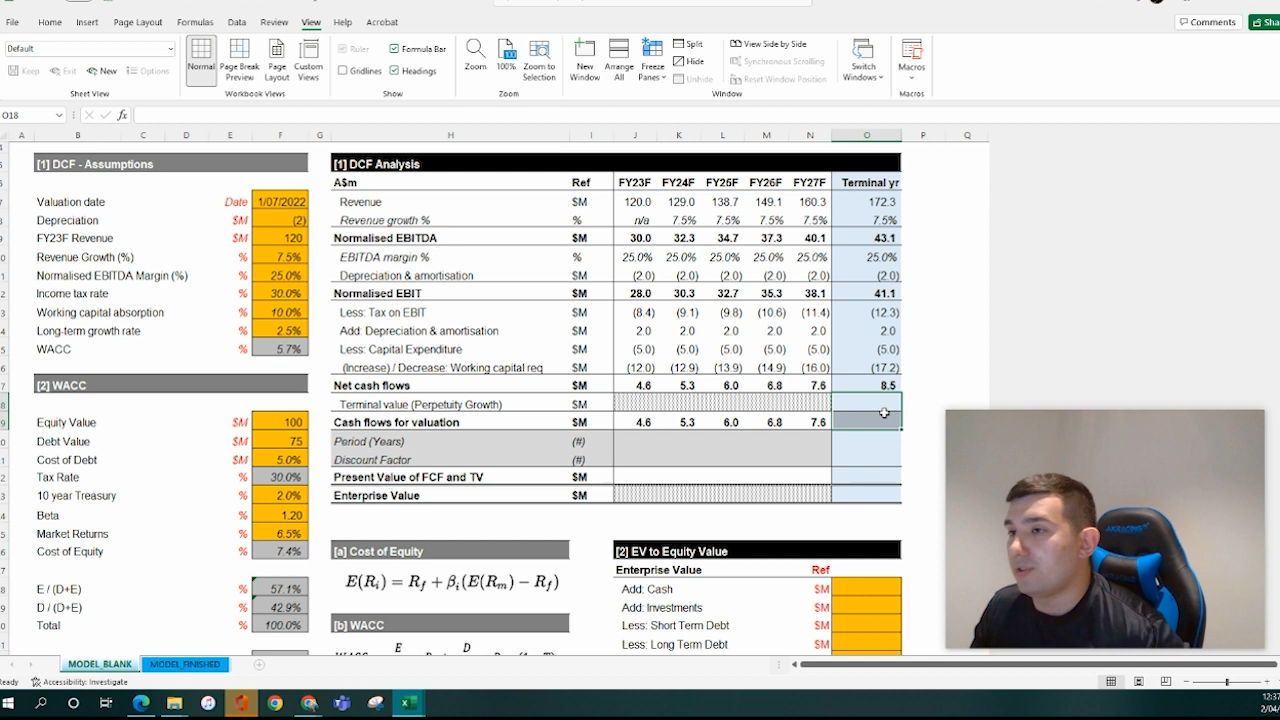 File Home Insert Page Layout Formulas Data Review View Help Acrobat Comments Sha
Default
Keep Exit New Options
Normal Page Break Preview Page Layout Custom Views
Ruler Formula Bar
Gridlines Headings
Zoom 100% Zoom to Selection
New Window Arrange All Freeze Panes
Split
Hide
Unhide
View Side by Side
Synchronous Scrolling
Reset Window Position
Switch Windows
Macros
Sheet View Workbook Views Show Zoom Window Macros
O18 fx
A B C D E F G H I J K L M N O P Q
[1] DCF - Assumptions
Valuation date Date 1/07/2022
Depreciation $M (2)
FY23F Revenue $M 120
Revenue Growth (%) % 7.5%
Normalised EBITDA Margin (%) % 25.0%
Income tax rate % 30.0%
Working capital absorption % 10.0%
Long-term growth rate % 2.5%
WACC % 5.7%
[2] WACC
Equity Value $M 100
Debt Value $M 75
Cost of Debt $M 5.0%
Tax Rate % 30.0%
10 year Treasury % 2.0%
Beta % 1.20
Market Returns % 6.5%
Cost of Equity % 7.4%
E / (D+E) % 57.1%
D / (D+E) % 42.9%
Total % 100.0%
[1] DCF Analysis
A$m Ref FY23F FY24F FY25F FY26F FY27F Terminal yr
Revenue $M 120.0 129.0 138.7 149.1 160.3 172.3
Revenue growth % % n/a 7.5% 7.5% 7.5% 7.5% 7.5%
Normalised EBITDA $M 30.0 32.3 34.7 37.3 40.1 43.1
EBITDA margin % % 25.0% 25.0% 25.0% 25.0% 25.0% 25.0%
Depreciation & amortisation $M (2.0) (2.0) (2.0) (2.0) (2.0) (2.0)
Normalised EBIT $M 28.0 30.3 32.7 35.3 38.1 41.1
Less: Tax on EBIT $M (8.4) (9.1) (9.8) (10.6) (11.4) (12.3)
Add: Depreciation & amortisation $M 2.0 2.0 2.0 2.0 2.0 2.0
Less: Capital Expenditure $M (5.0) (5.0) (5.0) (5.0) (5.0) (5.0)
(Increase) / Decrease: Working capital req $M (12.0) (12.9) (13.9) (14.9) (16.0) (17.2)
Net cash flows $M 4.6 5.3 6.0 6.8 7.6 8.5
Terminal value (Perpetuity Growth) $M
Cash flows for valuation $M 4.6 5.3 6.0 6.8 7.6
Period (Years) (#)
Discount Factor (#)
Present Value of FCF and TV $M
Enterprise Value $M
[a] Cost of Equity
E(Ri) = Rf + βi(E(Rm) − Rf)
[b] WACC
E D
[2] EV to Equity Value
Enterprise Value Ref
Add: Cash $M
Add: Investments $M
Less: Short Term Debt $M
Less: Long Term Debt $M
AKRACING
MODEL_BLANK MODEL_FINISHED
Ready Accessibility: Investigate
12:37
2/04/